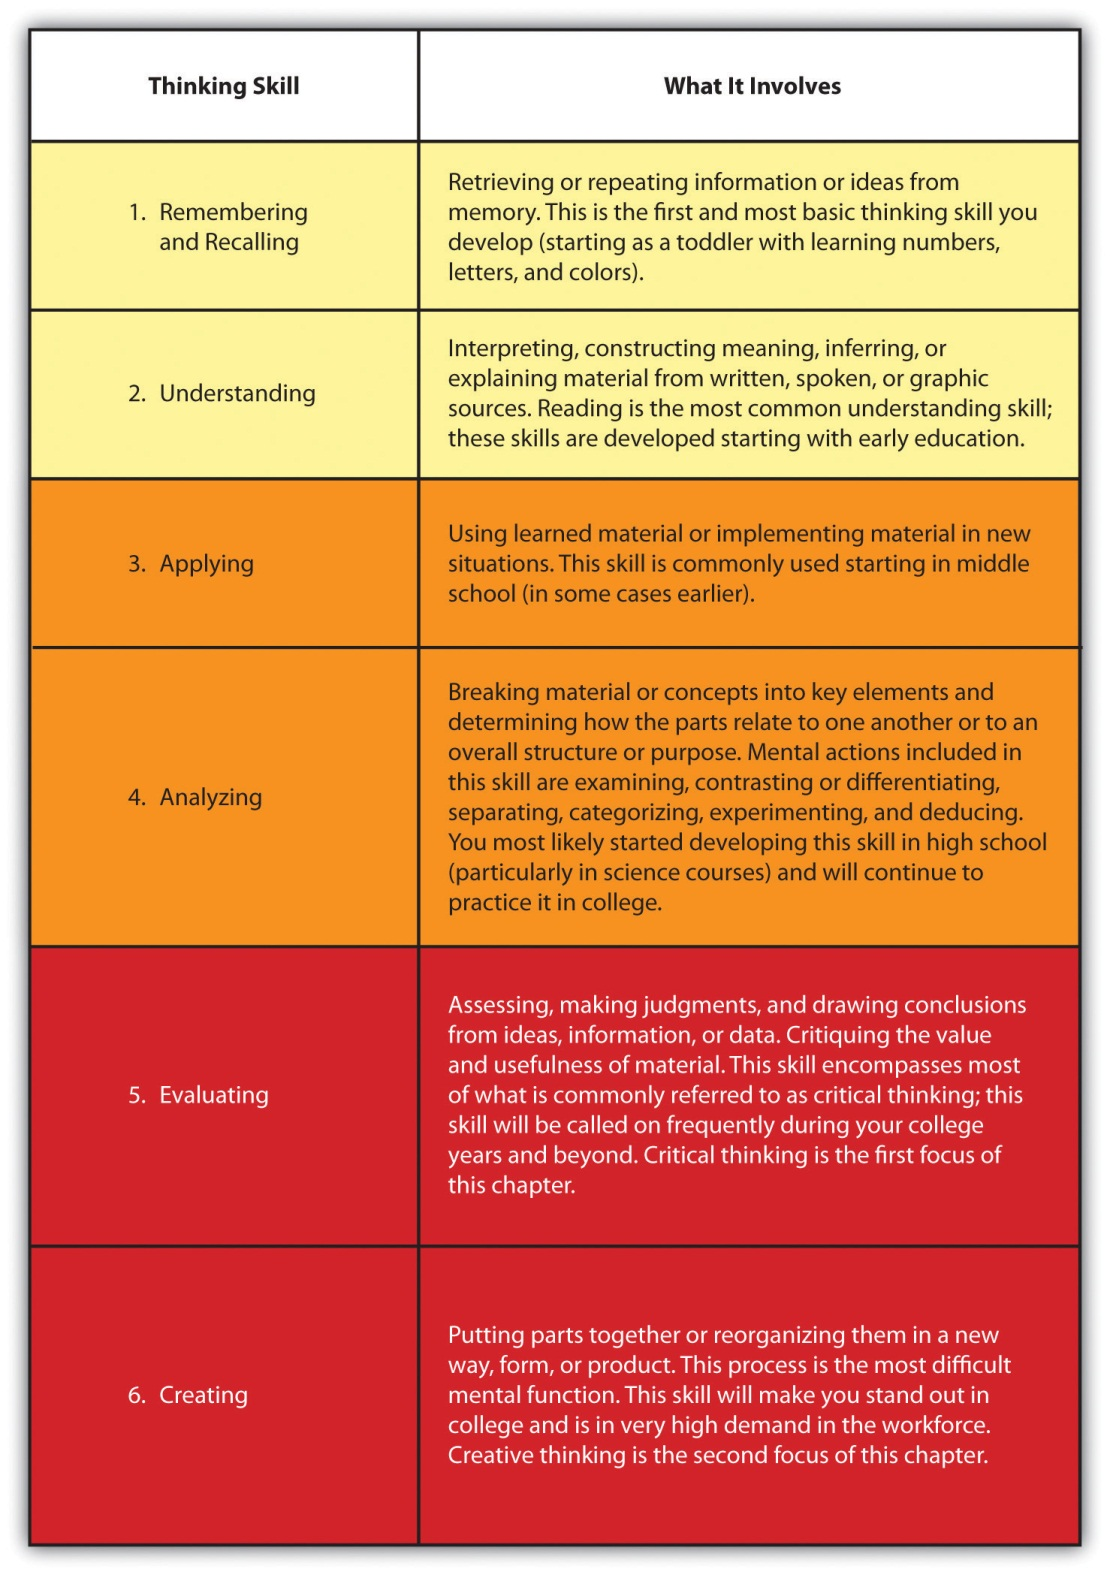 Thinking Skill
What It Involves
1. Remembering
and Recalling
Retrieving or repeating information or ideas from
memory. This is the first and most basic thinking skill you
develop (starting as a toddler with learning numbers,
letters, and colors).
2. Understanding
Interpreting, constructing meaning, inferring, or
explaining material from written, spoken, or graphic
sources. Reading is the most common understanding skill;
these skills are developed starting with early education.
3. Applying
Using learned material or implementing material in new
situations. This skill is commonly used starting in middle
school (in some cases earlier).
4. Analyzing
Breaking material or concepts into key elements and
determining how the parts relate to one another or to an
overall structure or purpose. Mental actions included in
this skill are examining, contrasting or differentiating,
separating, categorizing, experimenting, and deducing.
You most likely started developing this skill in high school
(particularly in science courses) and will continue to
practice it in college.
5. Evaluating
Assessing, making judgments, and drawing conclusions
from ideas, information, or data. Critiquing the value
and usefulness of material. This skill encompasses most
of what is commonly referred to as critical thinking; this
skill will be called on frequently during your college
years and beyond. Critical thinking is the first focus of
this chapter.
6. Creating
Putting parts together or reorganizing them in a new
way, form, or product. This process is the most difficult
mental function. This skill will make you stand out in
college and is in very high demand in the workforce.
Creative thinking is the second focus of this chapter.